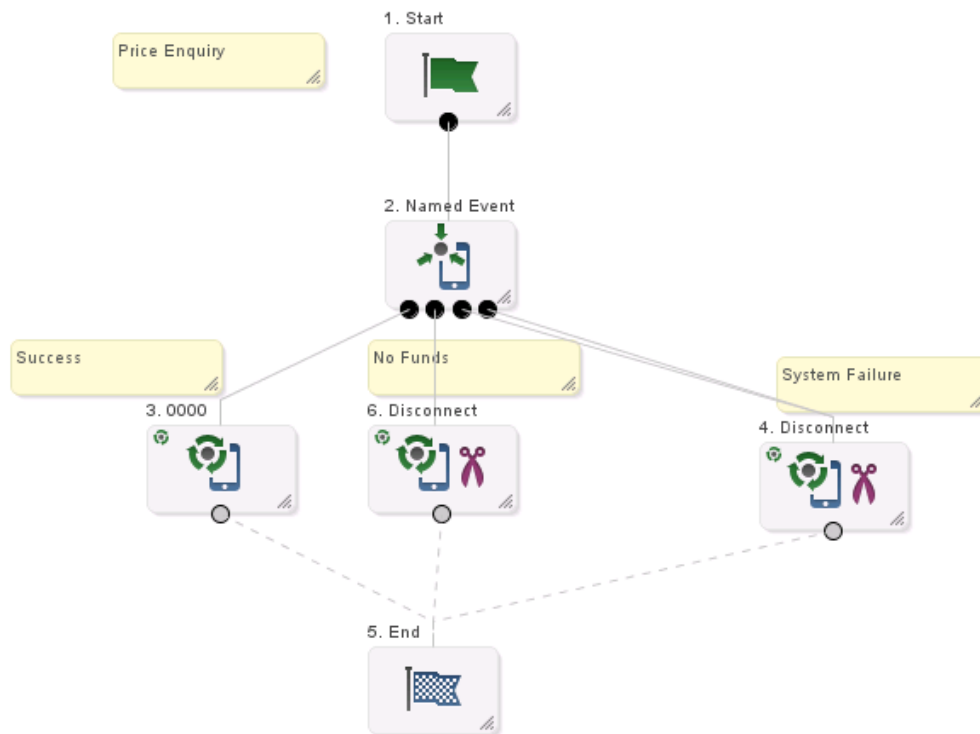 1. Start
Price Enquiry
2. Named Event
Success
No Funds
System Failure
3. 0000
6. Disconnect
4. Disconnect
5. End